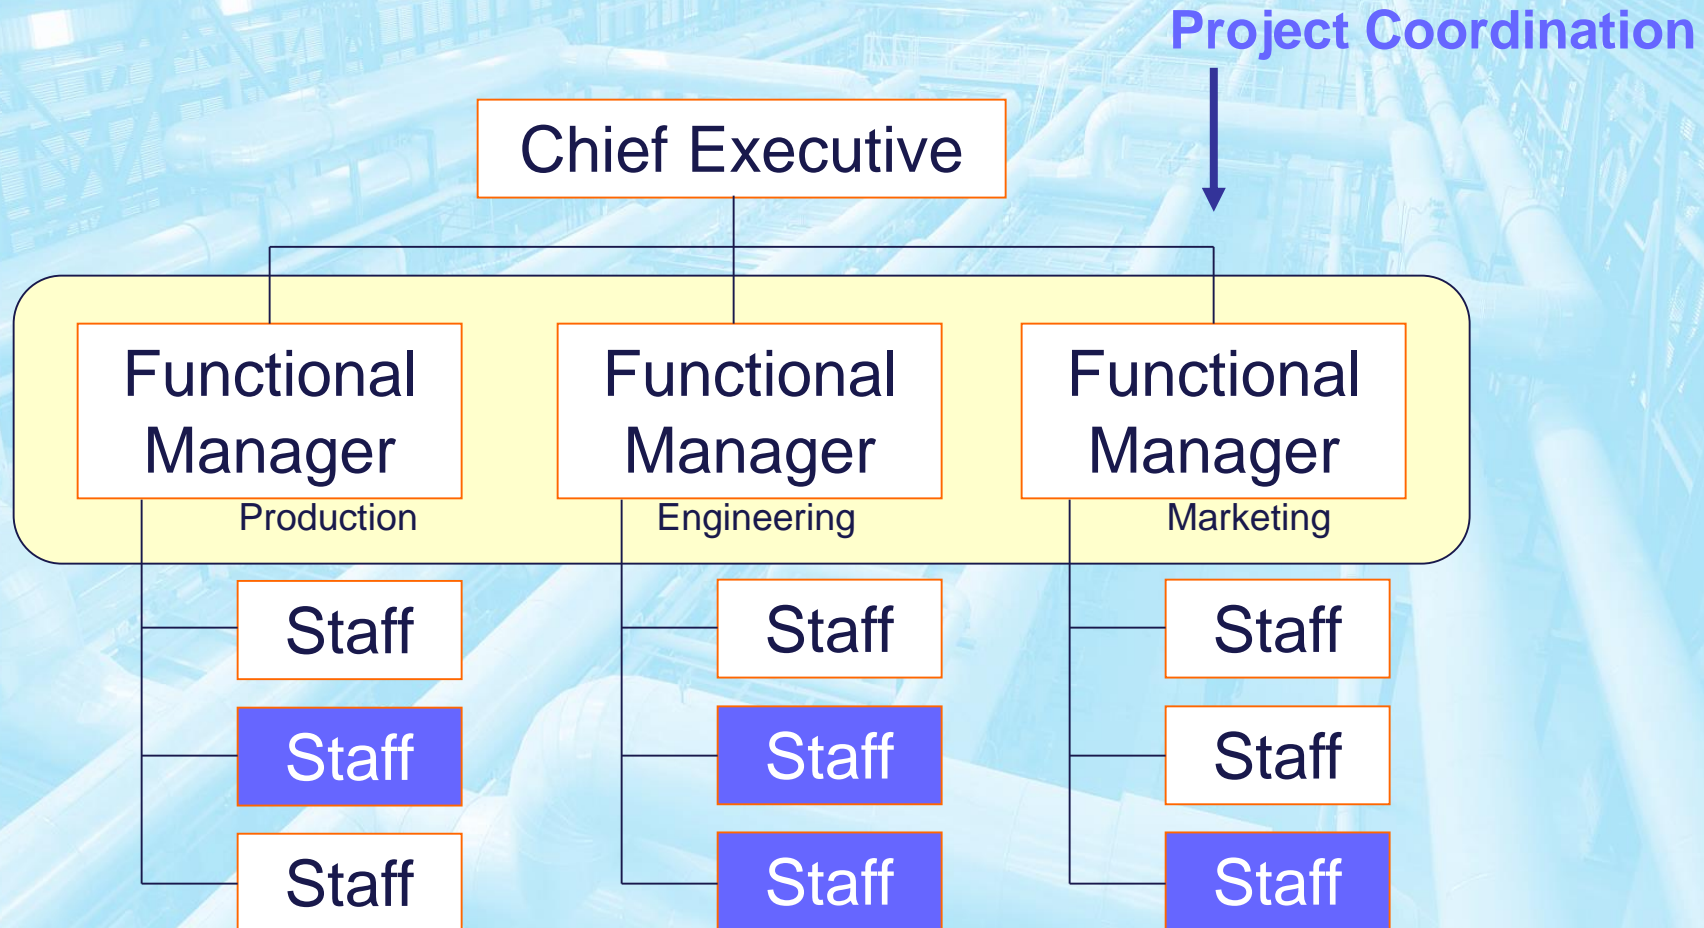 Project Coordination
Chief Executive
Functional
Manager
Functional
Manager
Functional
Manager
Production
Engineering
Marketing
Staff
Staff
Staff
Staff
Staff
Staff
Staff
Staff
Staff